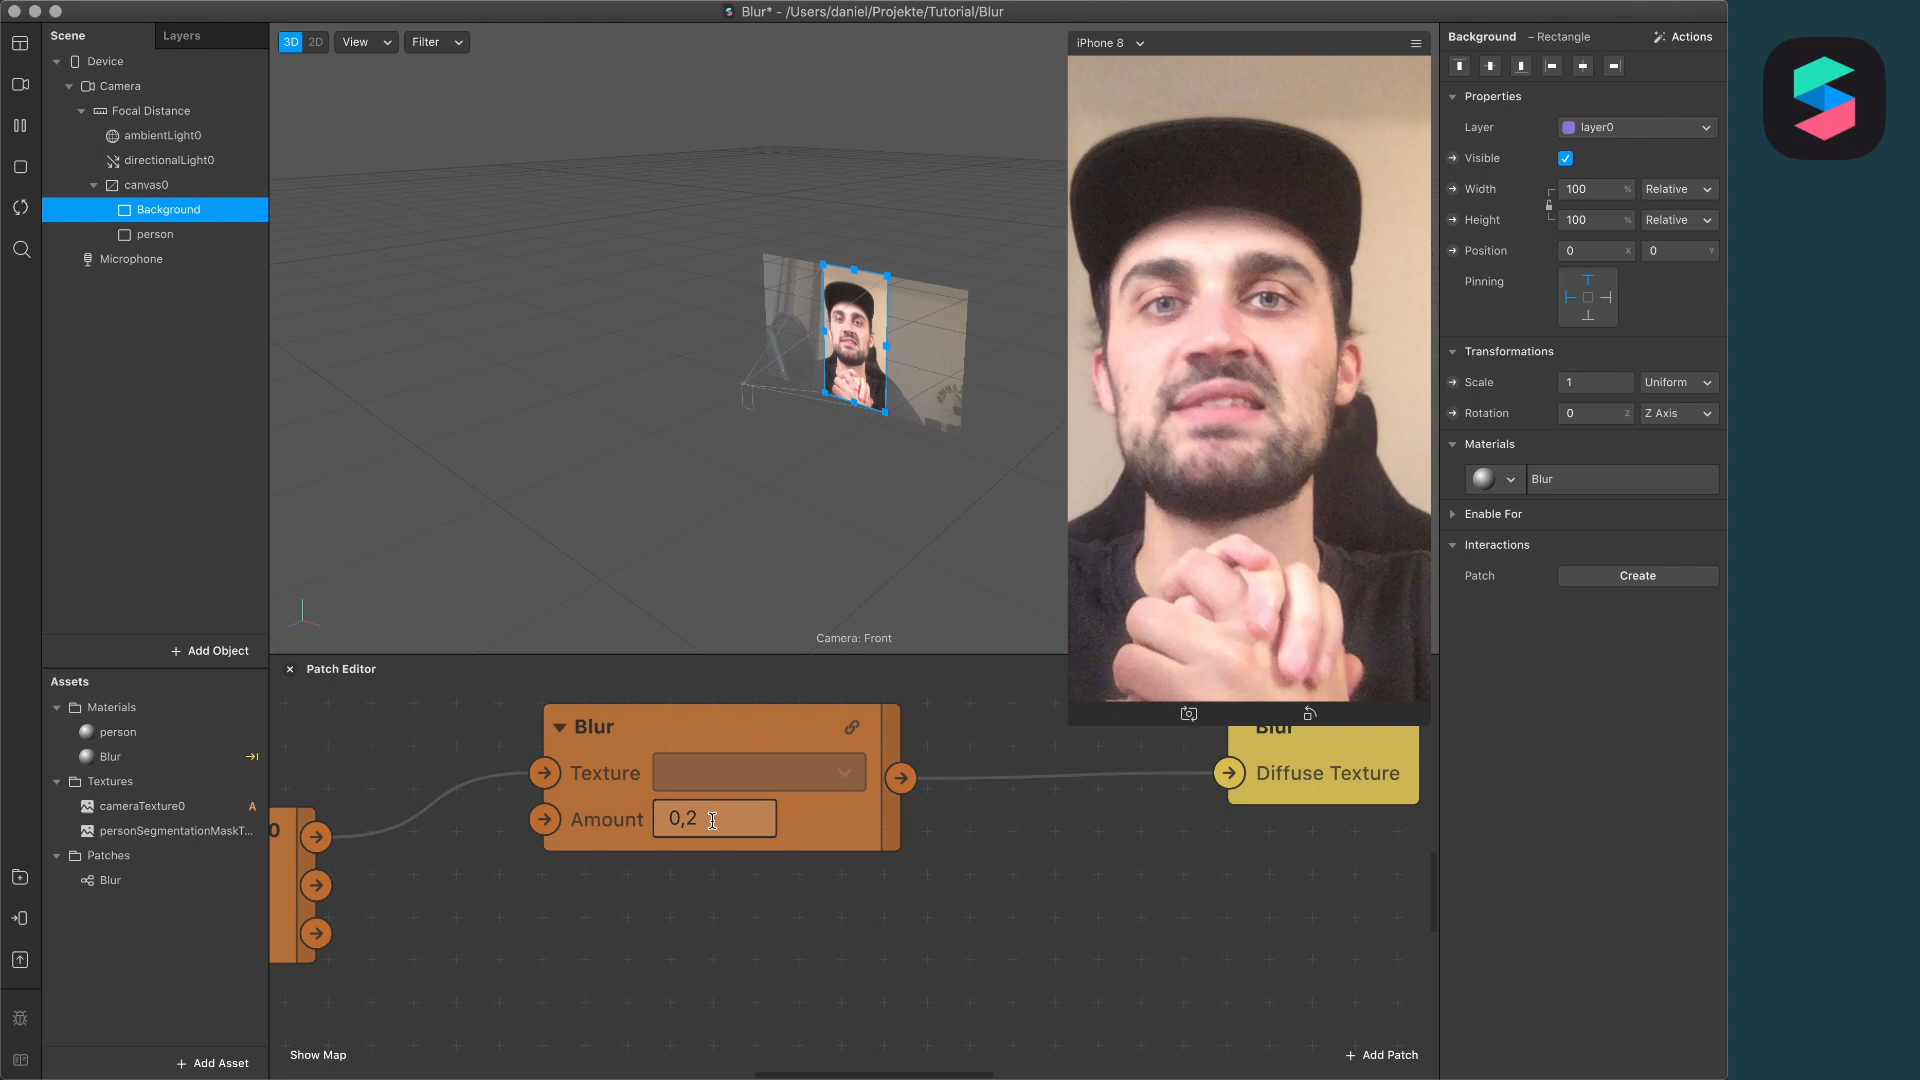 Blur* - /Users/daniel/Projekte/Tutorial/Blur
Scene
Layers
Device
Camera
Focal Distance
ambientLight0
directionalLight0
canvas0
Background
person
Microphone
+ Add Object
Assets
Materials
person
Blur
Textures
cameraTexture0
A
personSegmentationMaskT...
Patches
Blur
+ Add Asset
3D
2D
View
Filter
Camera: Front
iPhone 8
Patch Editor
0
Blur
Texture
Amount
0,2
Blur
Diffuse Texture
Show Map
+ Add Patch
Background
– Rectangle
Actions
Properties
Layer
layer0
Visible
Width
100
%
Relative
Height
100
%
Relative
Position
0
X
0
Y
Pinning
Transformations
Scale
1
Uniform
Rotation
0
Z
Z Axis
Materials
Blur
Enable For
Interactions
Patch
Create